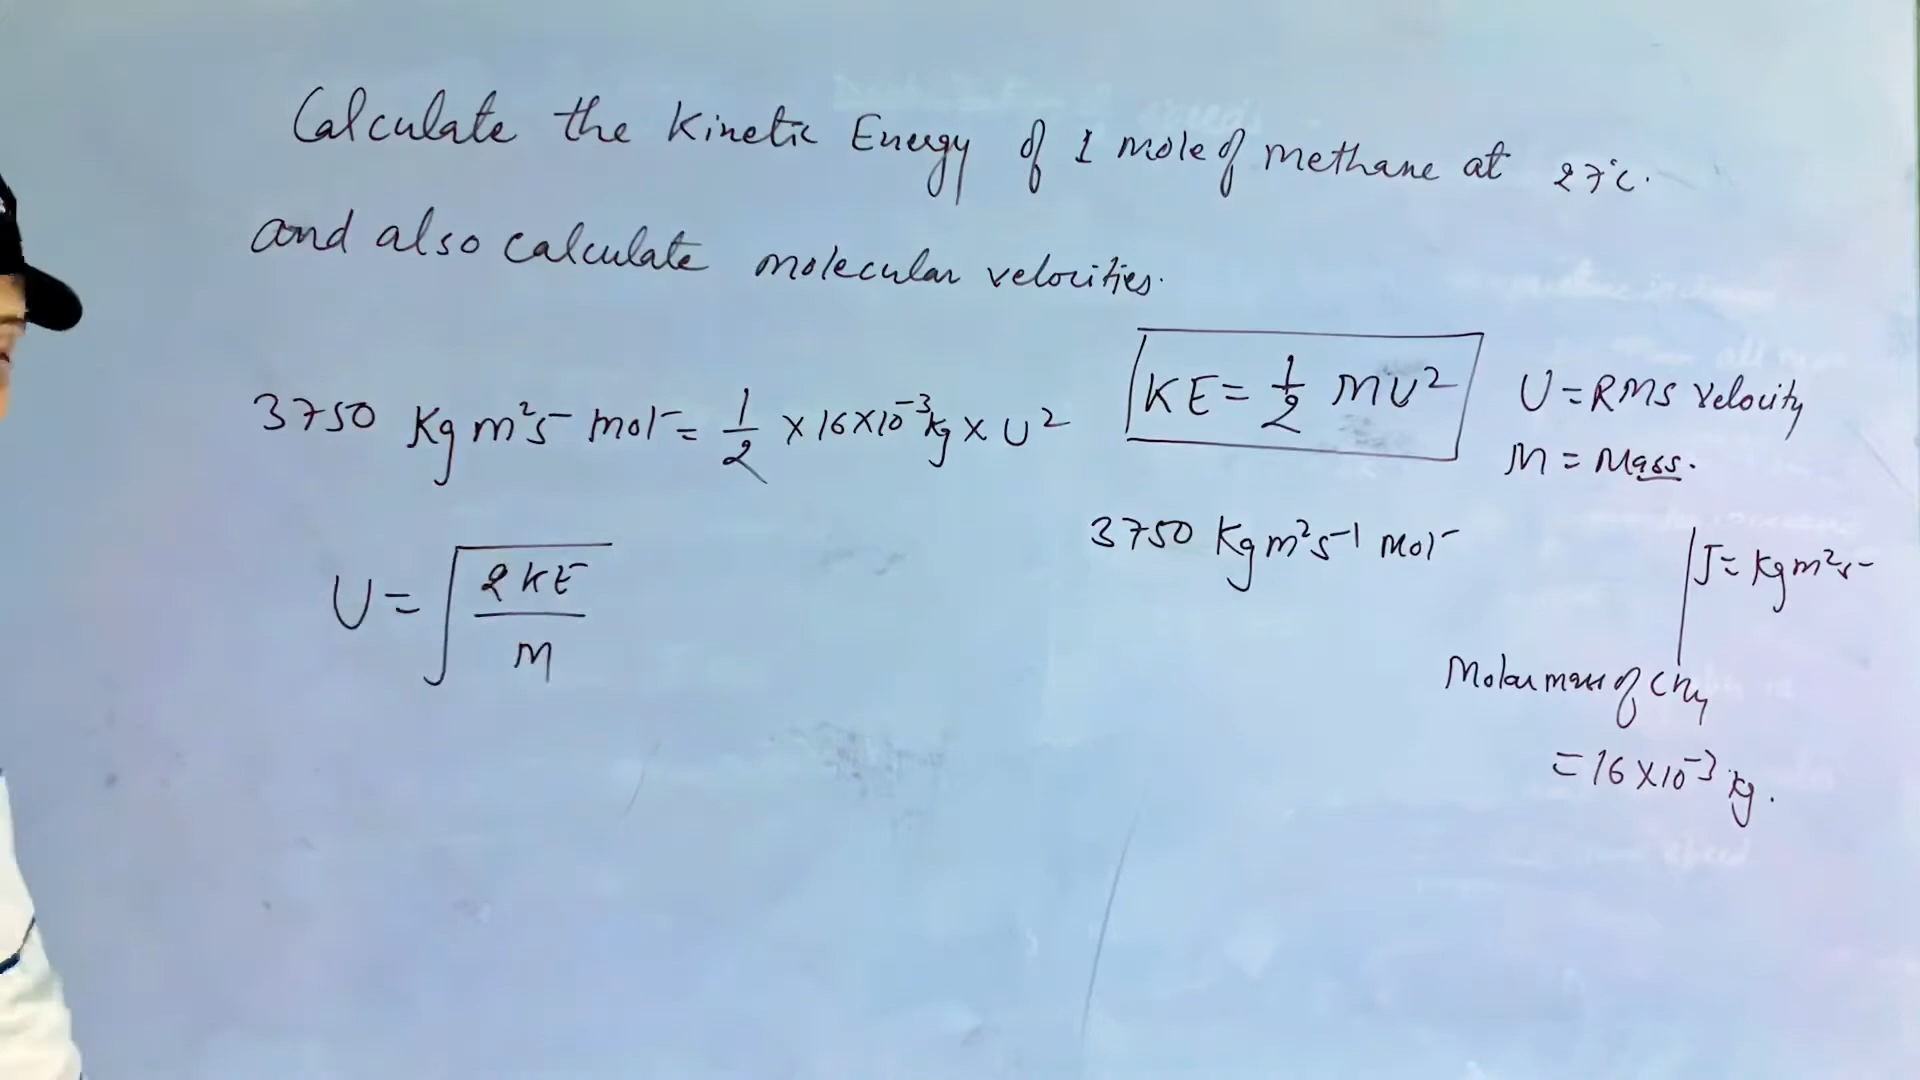 Calculate the Kinetic Energy of 1 mole of methane at 27°C.
and also calculate molecular velocities.
KE = 1/2 MU²
U = RMS velocity
M = Mass.
3750 Kg m²s⁻ mol⁻ = 1/2 × 16×10⁻³ kg × U²
3750 Kg m²s⁻¹ mol⁻
J = Kg m²s⁻
U = √(2KE/M)
Molar mass of CH₄
= 16×10⁻³ kg.